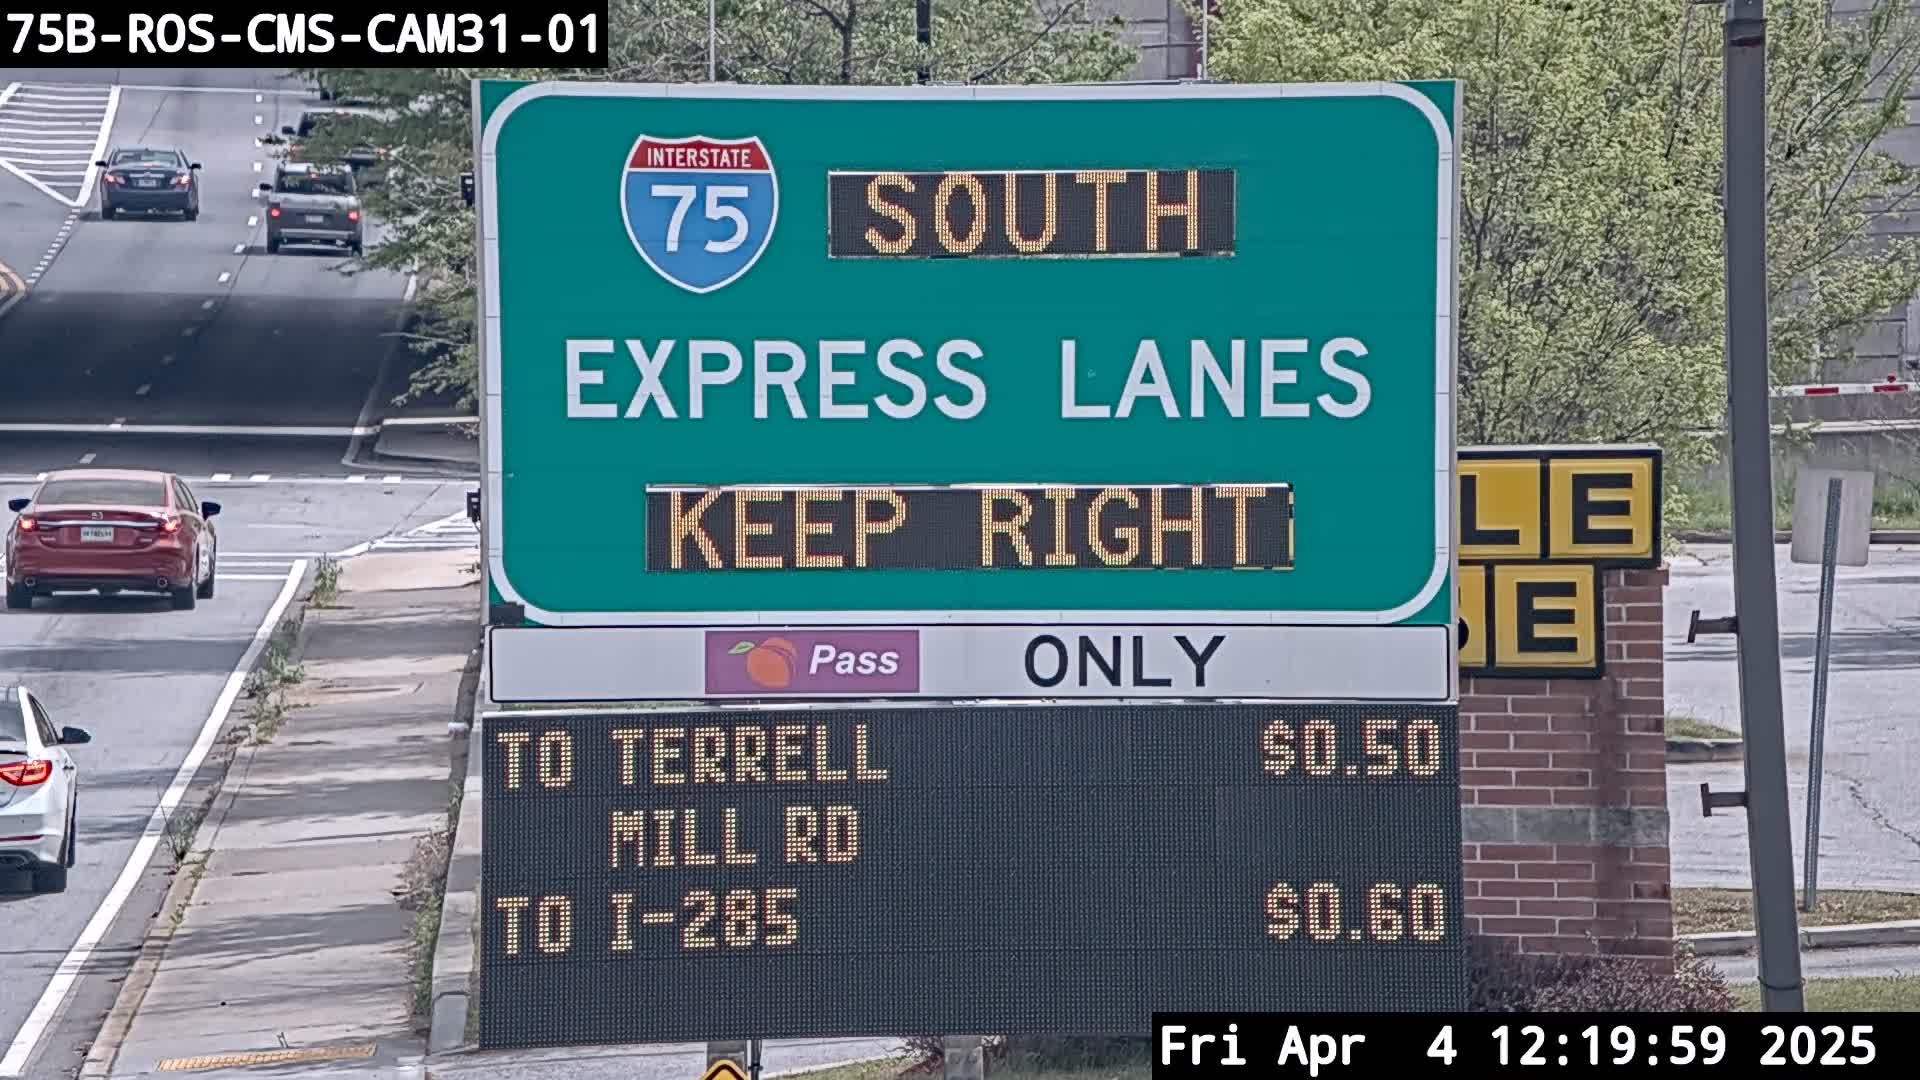 75B-ROS-CMS-CAM31-01
INTERSTATE
75
SOUTH
EXPRESS LANES
KEEP RIGHT
Pass ONLY
TO TERRELL $0.50
MILL RD
TO I-285 $0.60
LE
E
Fri Apr 4 12:19:59 2025